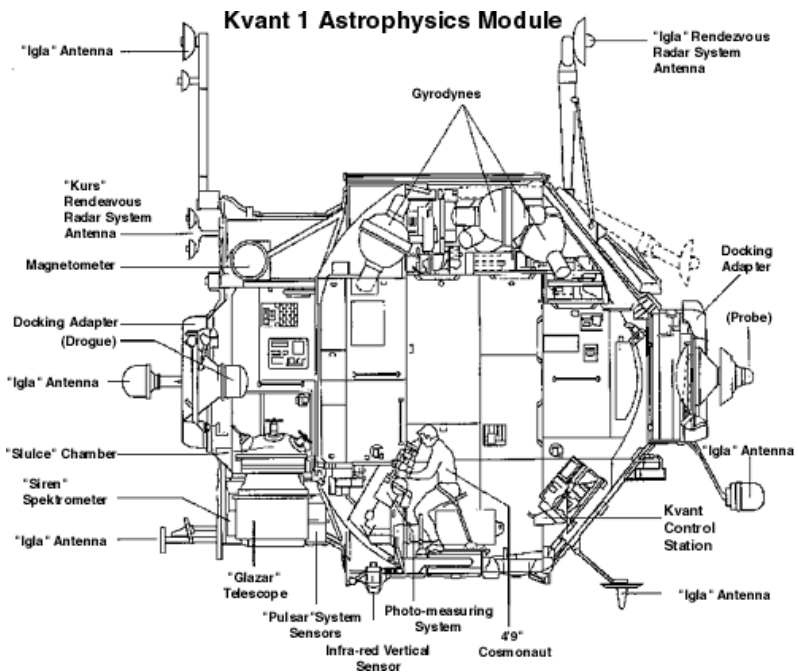 Kvant 1 Astrophysics Module
"Igla" Antenna
"Igla" Rendezvous
Radar System
Antenna
Gyrodynes
"Kurs"
Rendeavous
Radar System
Antenna
Magnetometer
Docking
Adapter
Docking Adapter
(Drogue)
(Probe)
"Igla" Antenna
"Slulce" Chamber
"Igla" Antenna
"Siren"
Spektrometer
"Igla" Antenna
Kvant
Control
Station
"Glazar"
Telescope
"Pulsar"System
Sensors
Infra-red Vertical
Sensor
Photo-measuring
System
4'9"
Cosmonaut
"Igla" Antenna